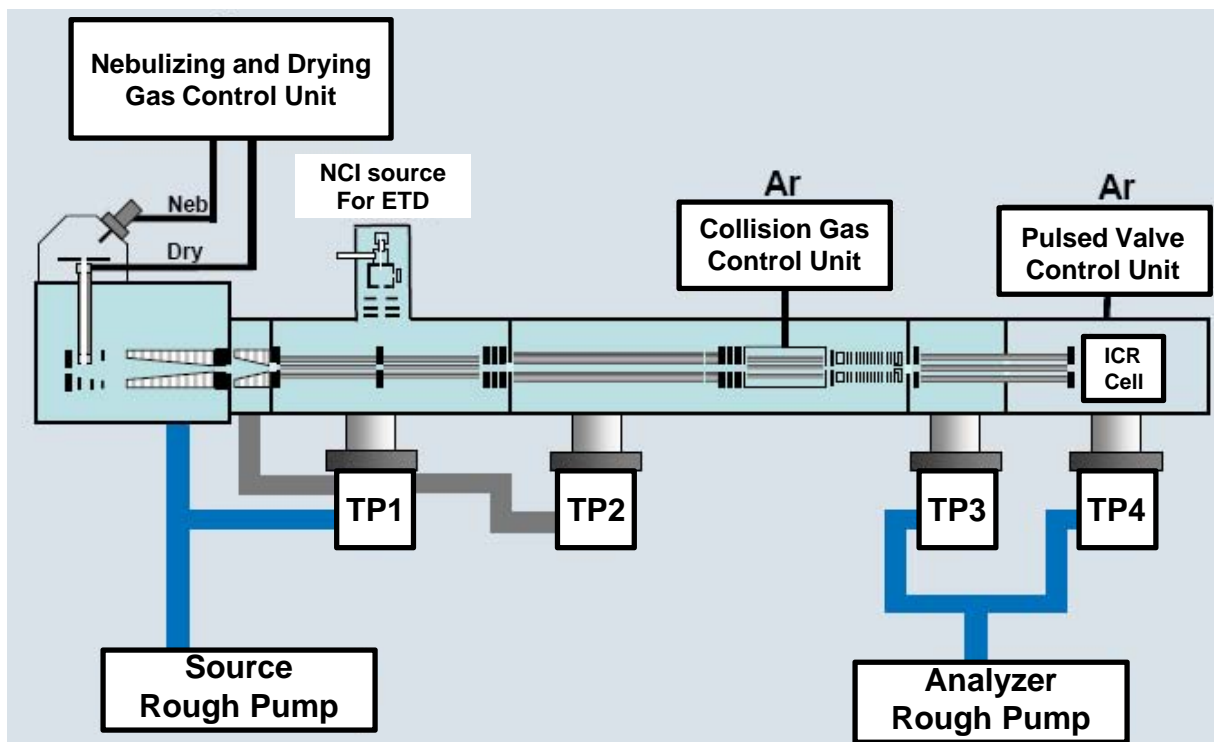 Nebulizing and Drying
Gas Control Unit
NCI source
For ETD
Neb
Dry
Ar
Collision Gas
Control Unit
Ar
Pulsed Valve
Control Unit
ICR
Cell
TP1
TP2
TP3
TP4
Source
Rough Pump
Analyzer
Rough Pump